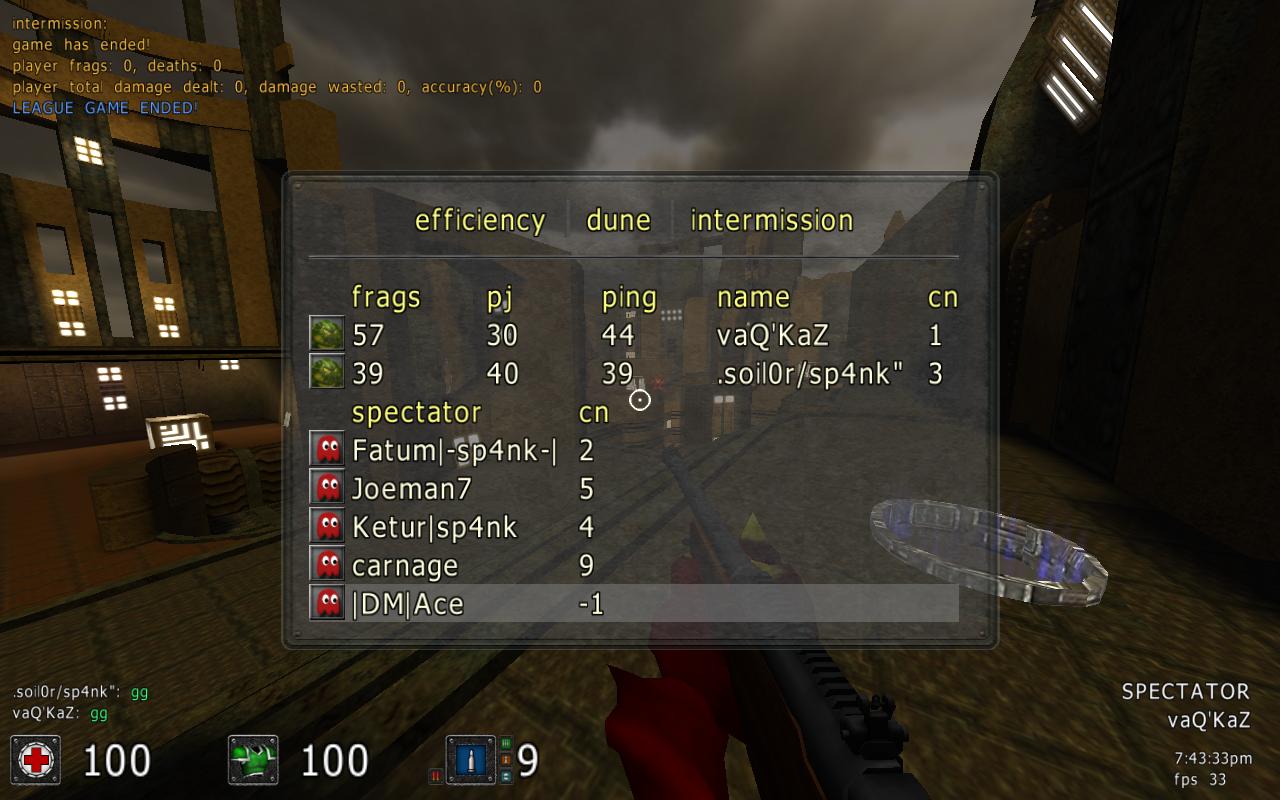 intermission:
game has ended!
player frags: 0, deaths: 0
player total damage dealt: 0, damage wasted: 0, accuracy(%): 0
LEAGUE GAME ENDED!
efficiency dune intermission
frags pj ping name cn
57 30 44 vaQ'KaZ 1
39 40 39 .soil0r/sp4nk" 3
spectator cn
Fatum|-sp4nk-| 2
Joeman7 5
Ketur|sp4nk 4
carnage 9
|DM|Ace -1
.soil0r/sp4nk": gg
vaQ'KaZ: gg
SPECTATOR
vaQ'KaZ
100 100 9
7:43:33pm
fps 33